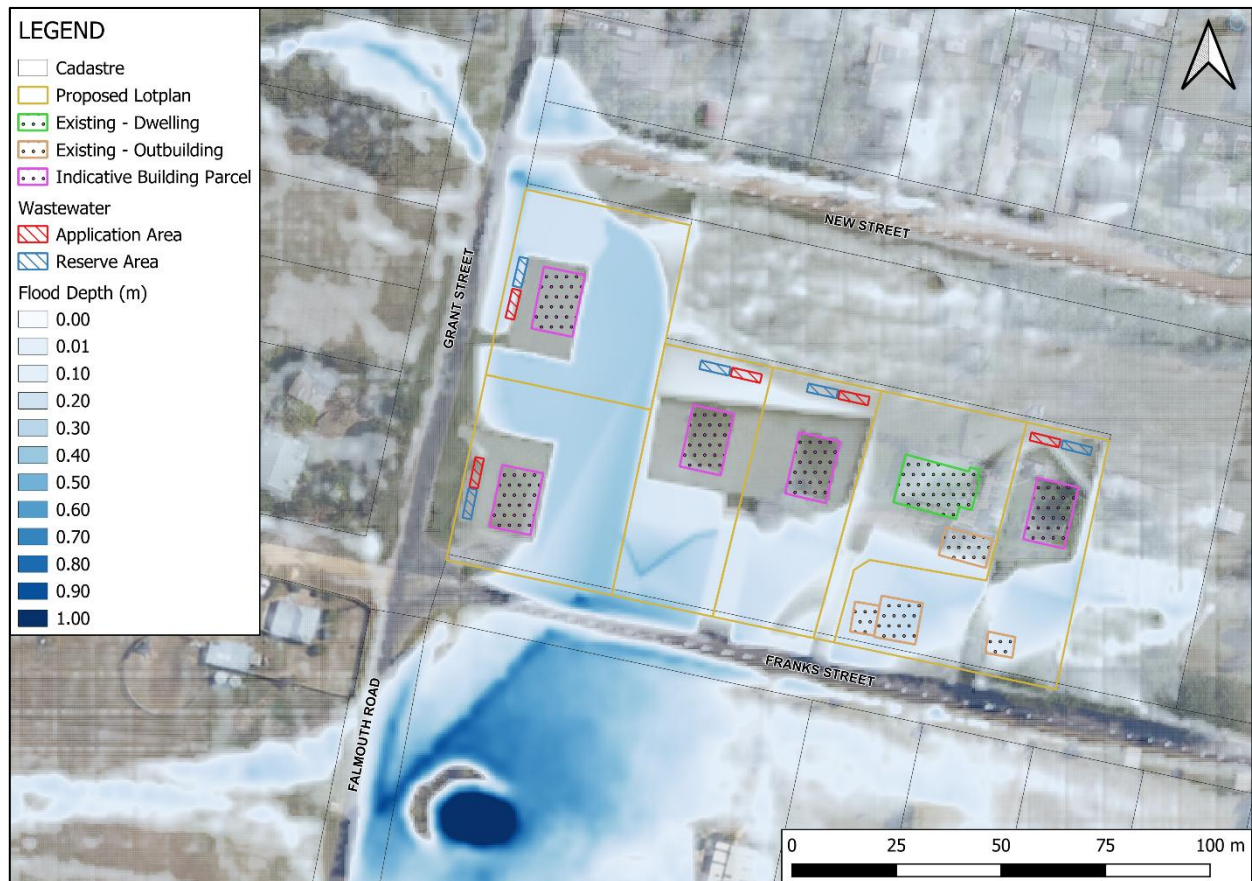 LEGEND
Cadastre
Proposed Lotplan
Existing - Dwelling
Existing - Outbuilding
Indicative Building Parcel
Wastewater
Application Area
Reserve Area
Flood Depth (m)
0.00
0.01
0.10
0.20
0.30
0.40
0.50
0.60
0.70
0.80
0.90
1.00
NEW STREET
GRANT STREET
FRANKS STREET
FALMOUTH ROAD
0 25 50 75 100 m